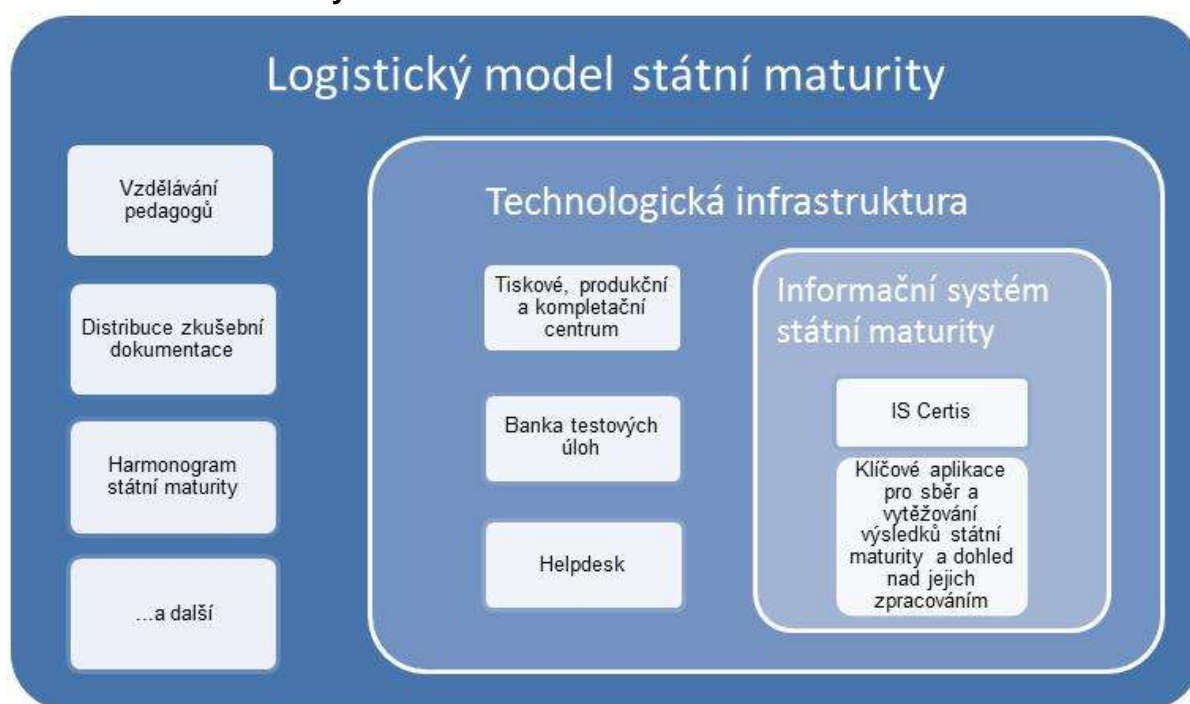 Logistický model státní maturity
Vzdělávání
pedagogů
Distribuce zkušební
dokumentace
Harmonogram
státní maturity
...a další
Technologická infrastruktura
Tiskové, produkční
a kompletační
centrum
Banka testových
úloh
Helpdesk
Informační systém
státní maturity
IS Certis
Klíčové aplikace
pro sběr a
vytěžování
výsledků státní
maturity a dohled
nad jejich
zpracováním